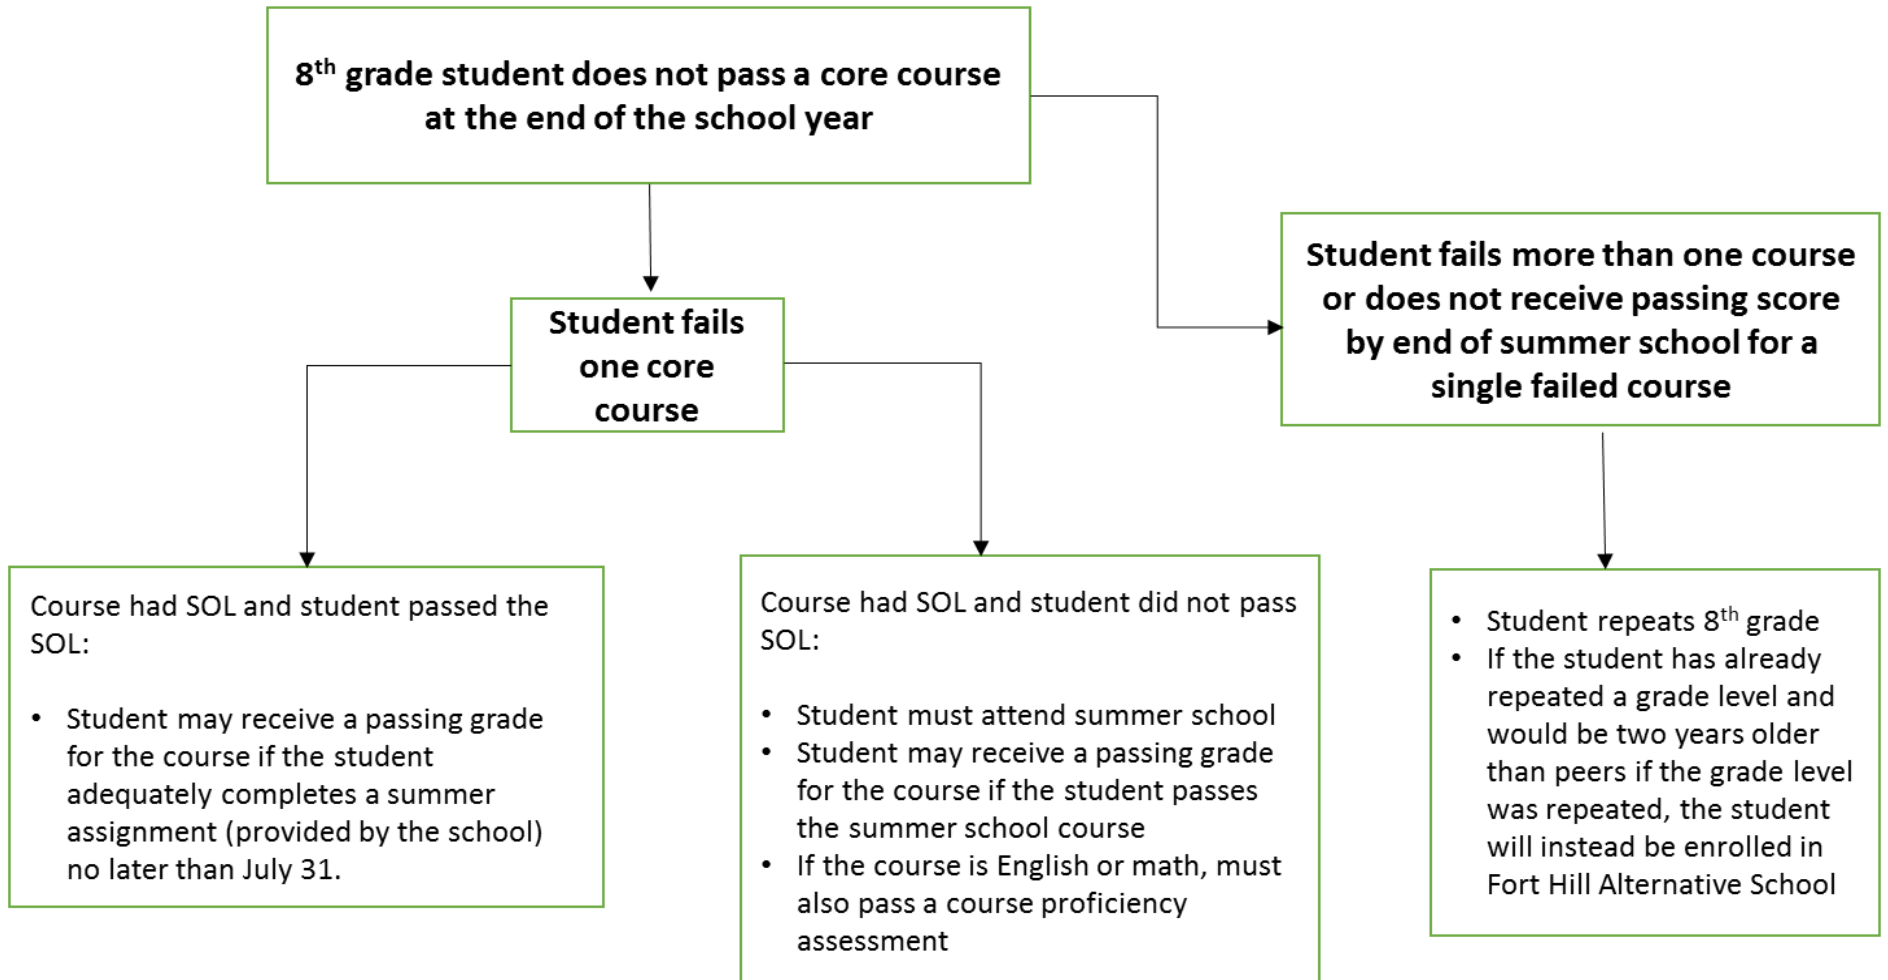 8th grade student does not pass a core course
at the end of the school year
Student fails more than one course
or does not receive passing score
by end of summer school for a
single failed course
Student fails
one core
course
Course had SOL and student passed the
SOL:
• Student may receive a passing grade
for the course if the student
adequately completes a summer
assignment (provided by the school)
no later than July 31.
Course had SOL and student did not pass
SOL:
• Student must attend summer school
• Student may receive a passing grade
for the course if the student passes
the summer school course
• If the course is English or math, must
also pass a course proficiency
assessment
• Student repeats 8th grade
• If the student has already
repeated a grade level and
would be two years older
than peers if the grade level
was repeated, the student
will instead be enrolled in
Fort Hill Alternative School